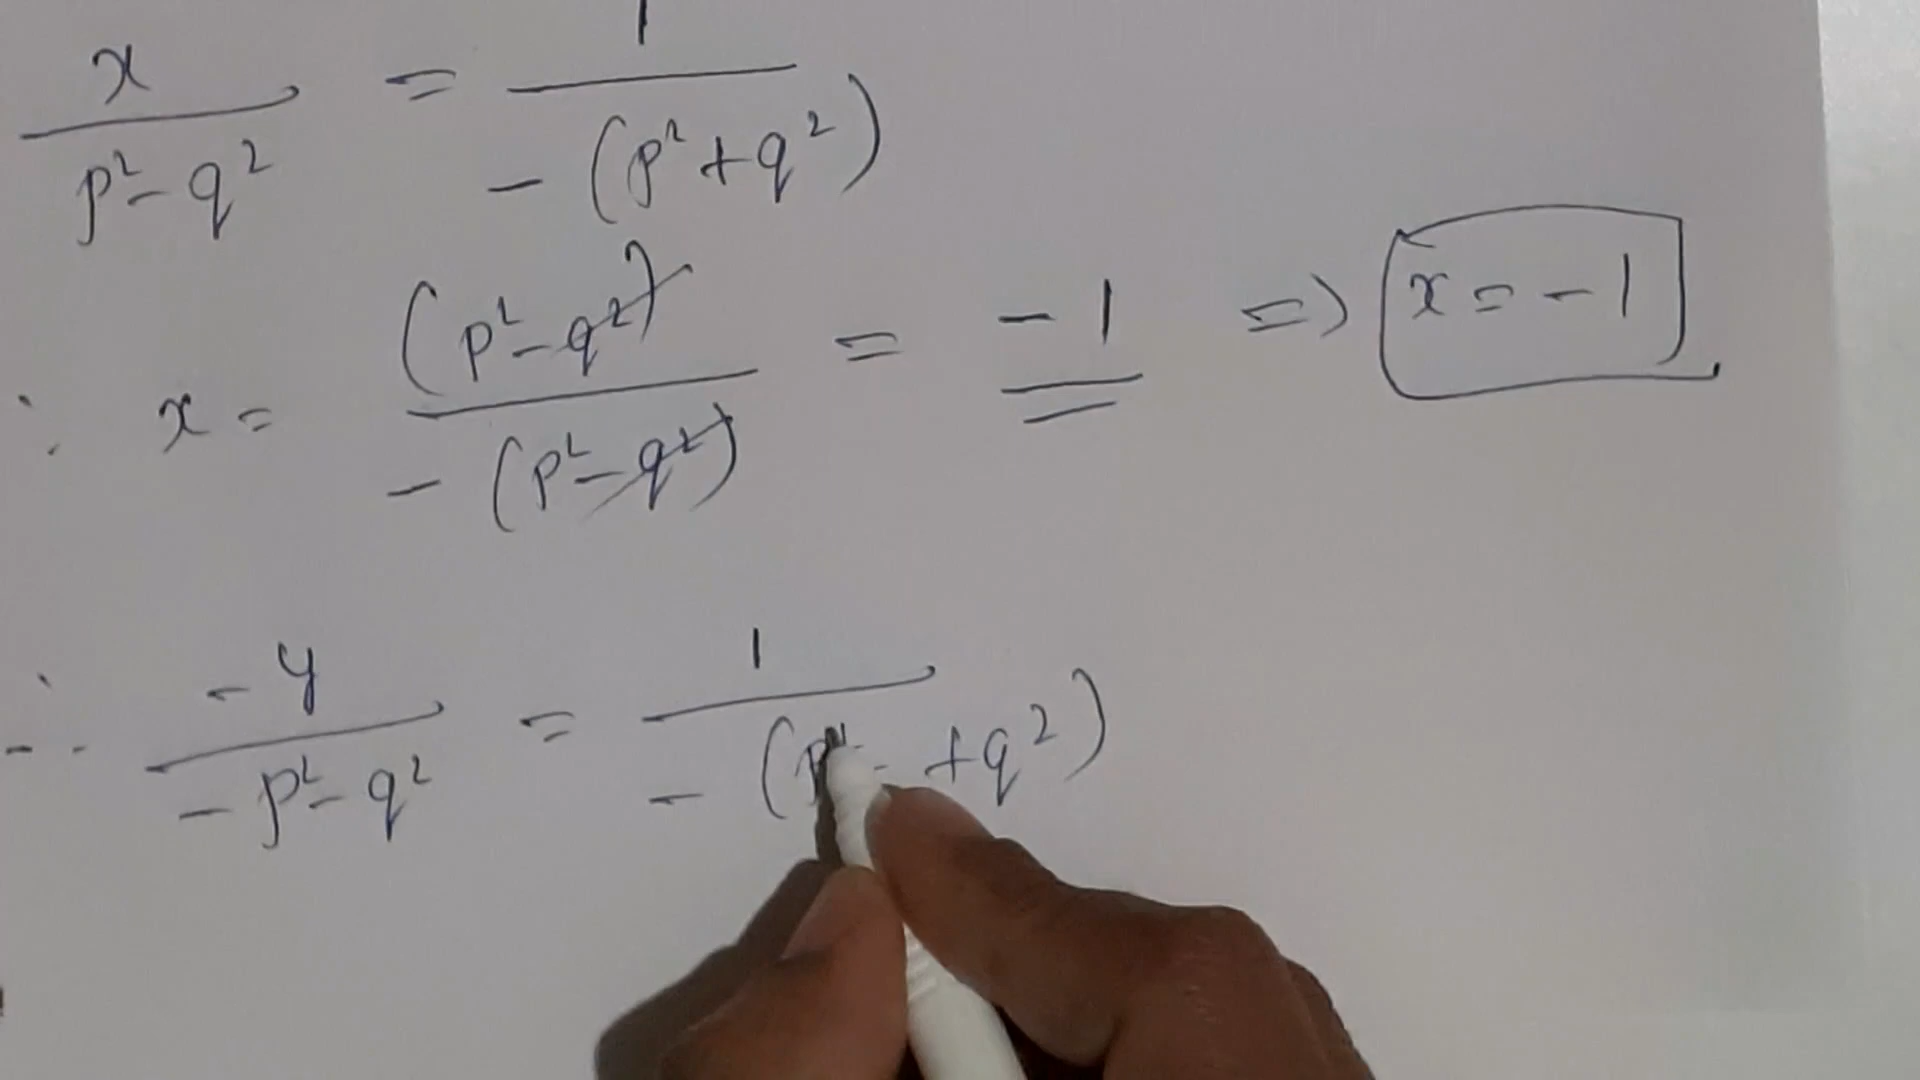 x / p²-q² = 1 / -(p²+q²)
∴ x = (p²-q²) / -(p²-q²) = -1 ⇒ x = -1
∴ -y / -p²-q² = 1 / -(p² +q²)